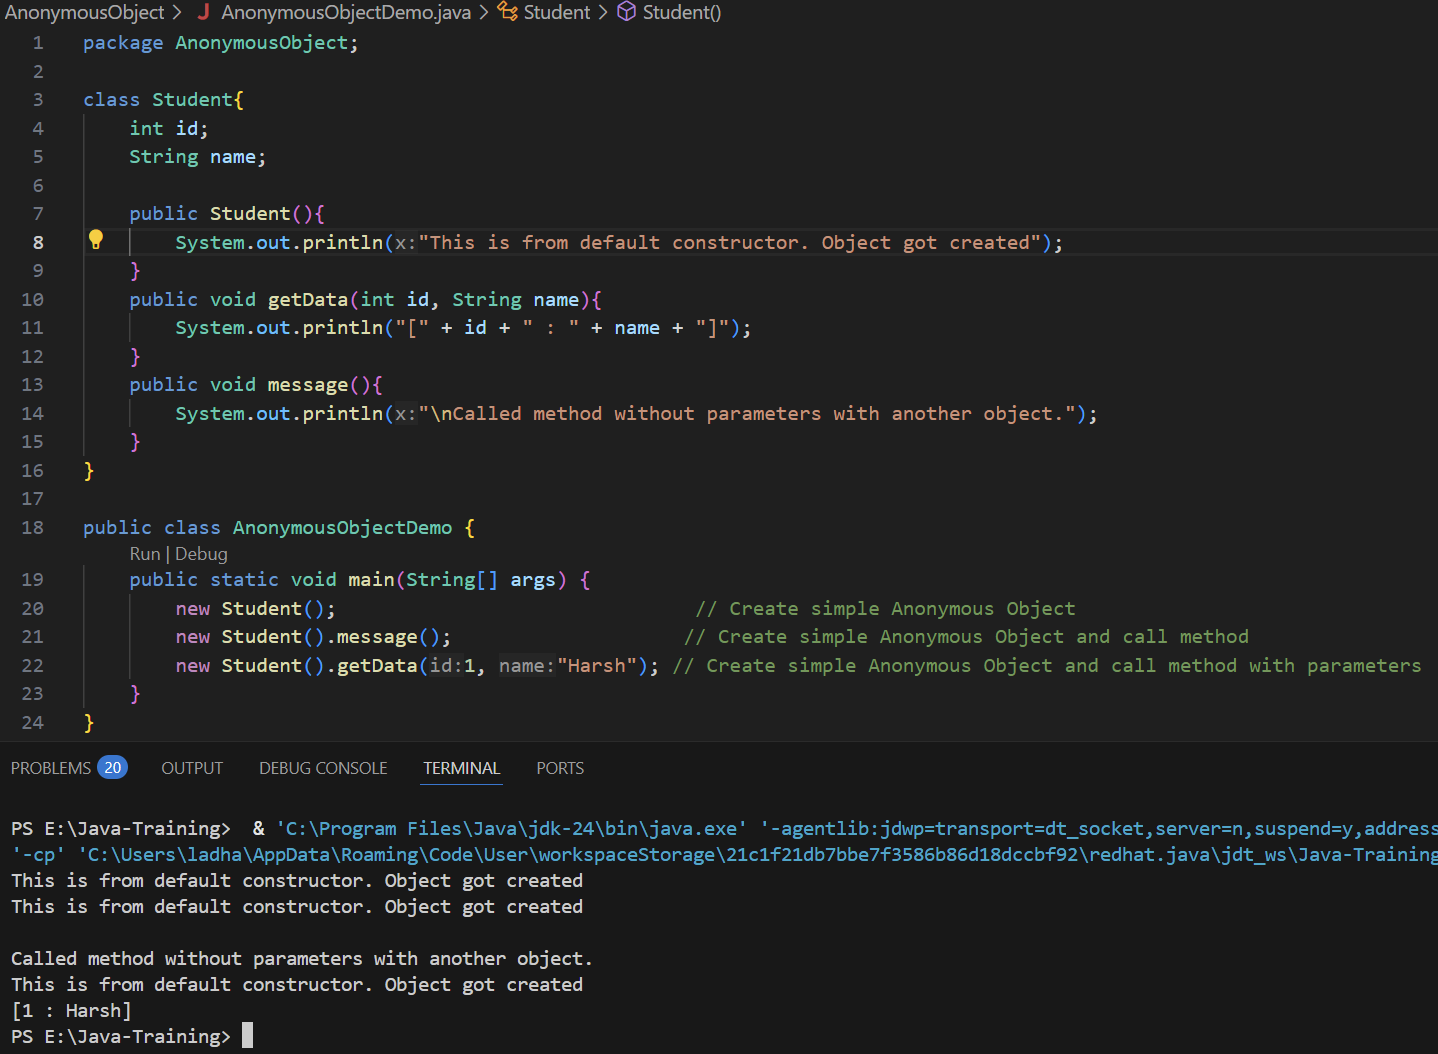 AnonymousObject > J AnonymousObjectDemo.java > Student > Student()
1 package AnonymousObject;
2
3 class Student{
4     int id;
5     String name;
6
7     public Student(){
8         System.out.println(x:"This is from default constructor. Object got created");
9     }
10     public void getData(int id, String name){
11         System.out.println("[" + id + " : " + name + "]");
12     }
13     public void message(){
14         System.out.println(x:"\nCalled method without parameters with another object.");
15     }
16 }
17
18 public class AnonymousObjectDemo {
Run | Debug
19     public static void main(String[] args) {
20         new Student();                               // Create simple Anonymous Object
21         new Student().message();                    // Create simple Anonymous Object and call method
22         new Student().getData(id:1, name:"Harsh"); // Create simple Anonymous Object and call method with parameters
23     }
24 }
PROBLEMS 20 OUTPUT DEBUG CONSOLE TERMINAL PORTS
PS E:\Java-Training>  & 'C:\Program Files\Java\jdk-24\bin\java.exe' '-agentlib:jdwp=transport=dt_socket,server=n,suspend=y,address
'-cp' 'C:\Users\ladha\AppData\Roaming\Code\User\workspaceStorage\21c1f21db7bbe7f3586b86d18dccbf92\redhat.java\jdt_ws\Java-Training
This is from default constructor. Object got created
This is from default constructor. Object got created

Called method without parameters with another object.
This is from default constructor. Object got created
[1 : Harsh]
PS E:\Java-Training>